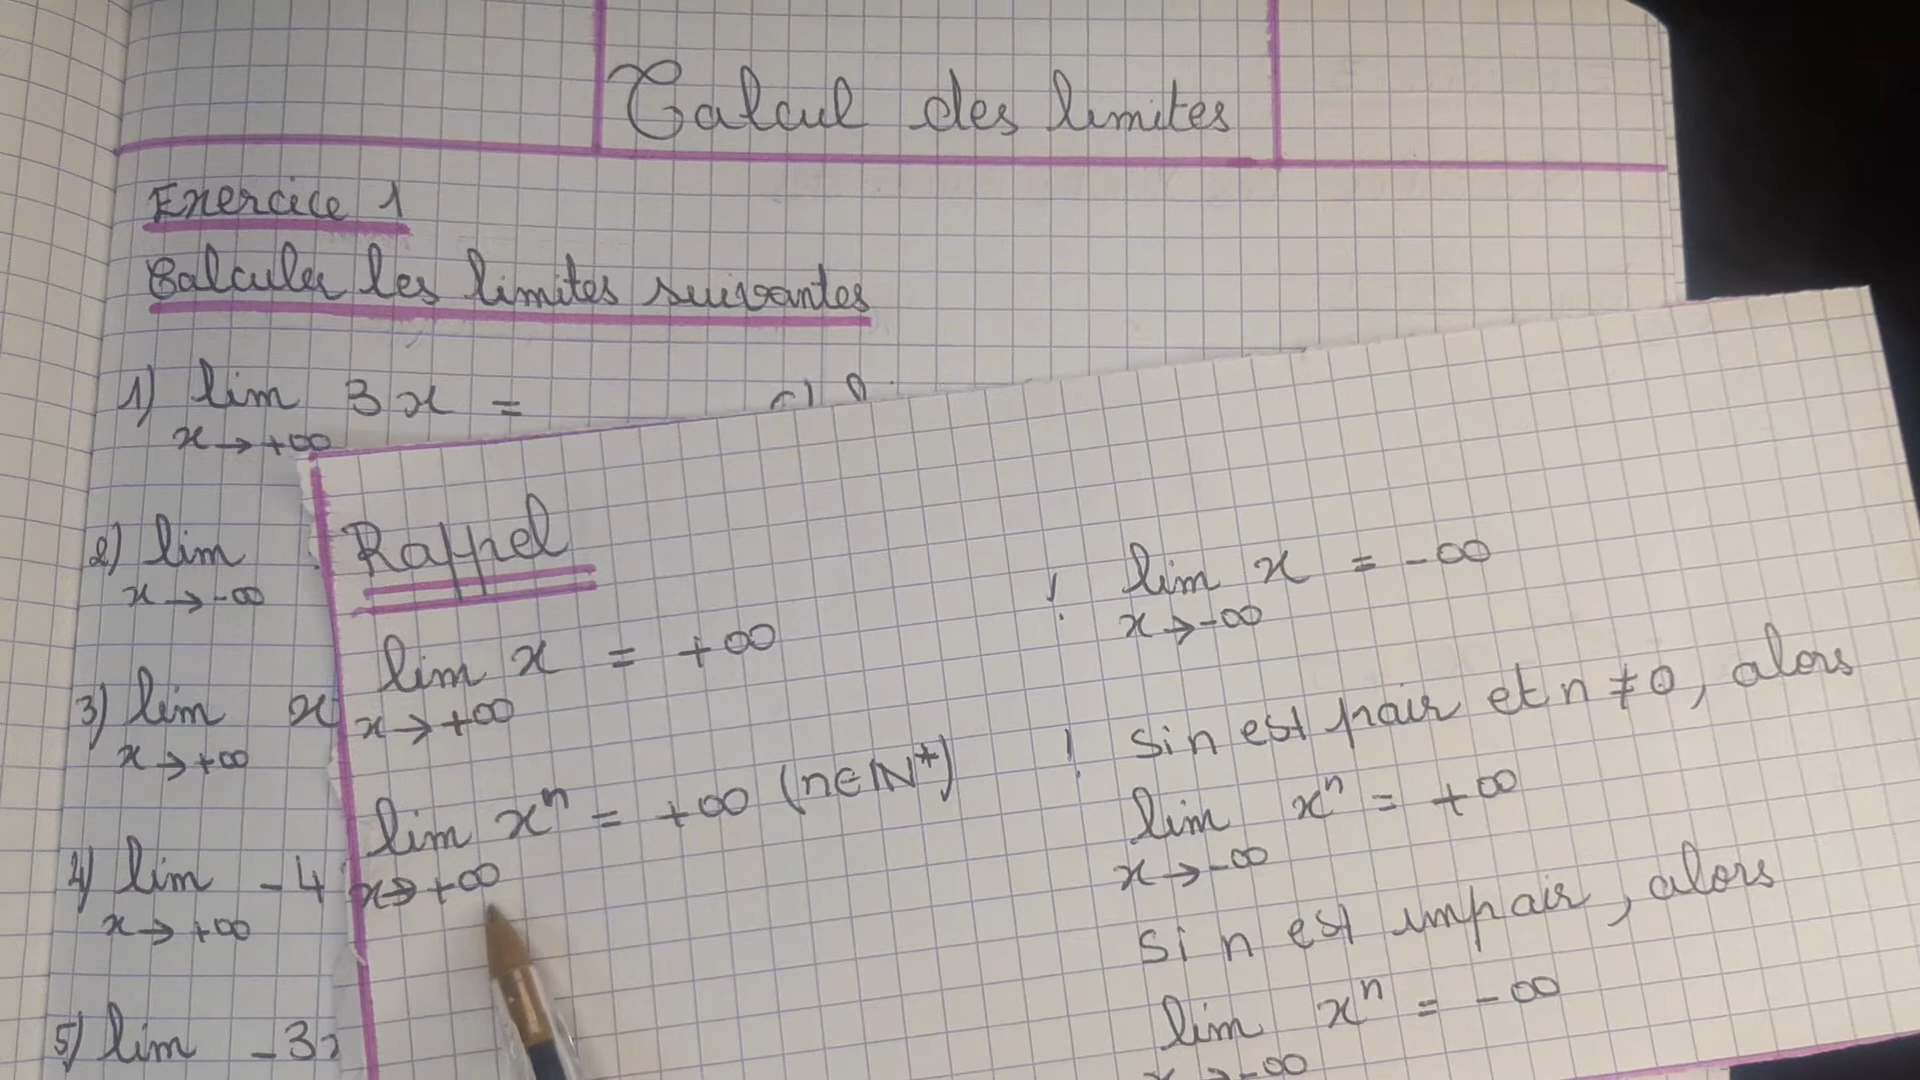 Calcul des limites
Exercice 1
Calculer les limites suivantes
1) lim 3x =
x → +∞
2) lim
x → -∞
3) lim x
x → +∞
4) lim -4
x → +∞
5) lim -3
Rappel
lim x = +∞
x → +∞
lim xⁿ = +∞ (n∈ℕ*)
x → +∞
! lim x = -∞
x → -∞
! Si n est pair et n ≠ 0, alors
lim xⁿ = +∞
x → -∞
Si n est impair, alors
lim xⁿ = -∞
x → -∞